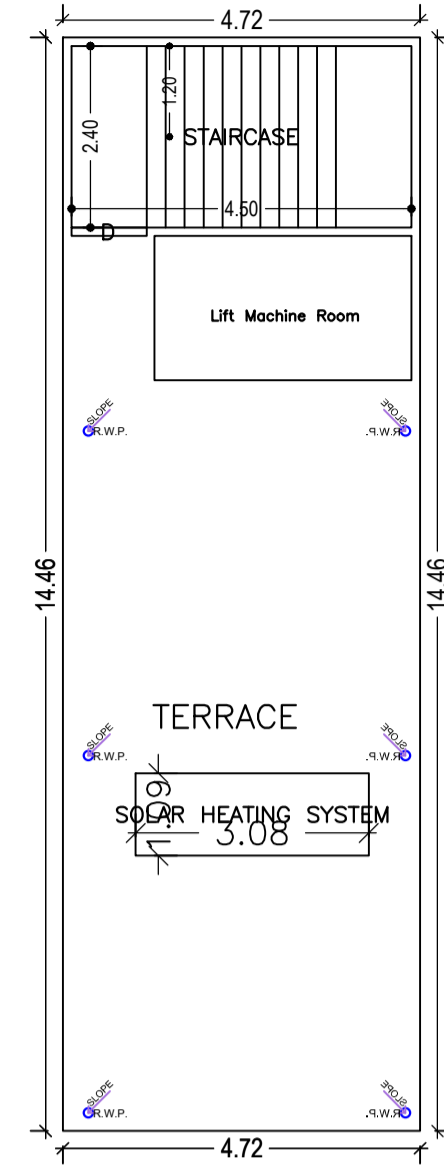 4.72
1.20
2.40
STAIRCASE
4.50
D
Lift Machine Room
SLOPE
R.W.P.
SLOPE
R.W.P.
14.46
14.46
TERRACE
SLOPE
R.W.P.
SLOPE
R.W.P.
1.09
SOLAR HEATING SYSTEM
3.08
SLOPE
R.W.P.
SLOPE
R.W.P.
4.72